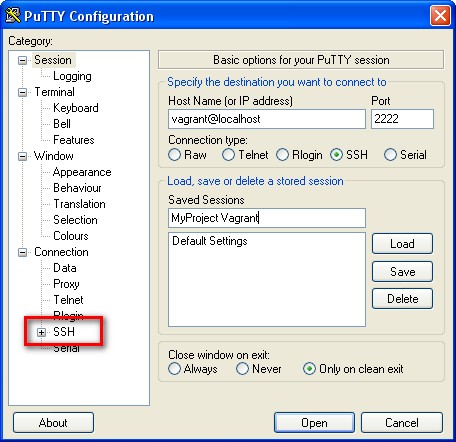 PuTTY Configuration
Category:
Session
Logging
Terminal
Keyboard
Bell
Features
Window
Appearance
Behaviour
Translation
Selection
Colours
Connection
Data
Proxy
Telnet
Rlogin
SSH
Serial
Basic options for your PuTTY session
Specify the destination you want to connect to
Host Name (or IP address) Port
vagrant@localhost 2222
Connection type:
Raw Telnet Rlogin SSH Serial
Load, save or delete a stored session
Saved Sessions
MyProject Vagrant
Default Settings
Load
Save
Delete
Close window on exit:
Always Never Only on clean exit
About Open Cancel